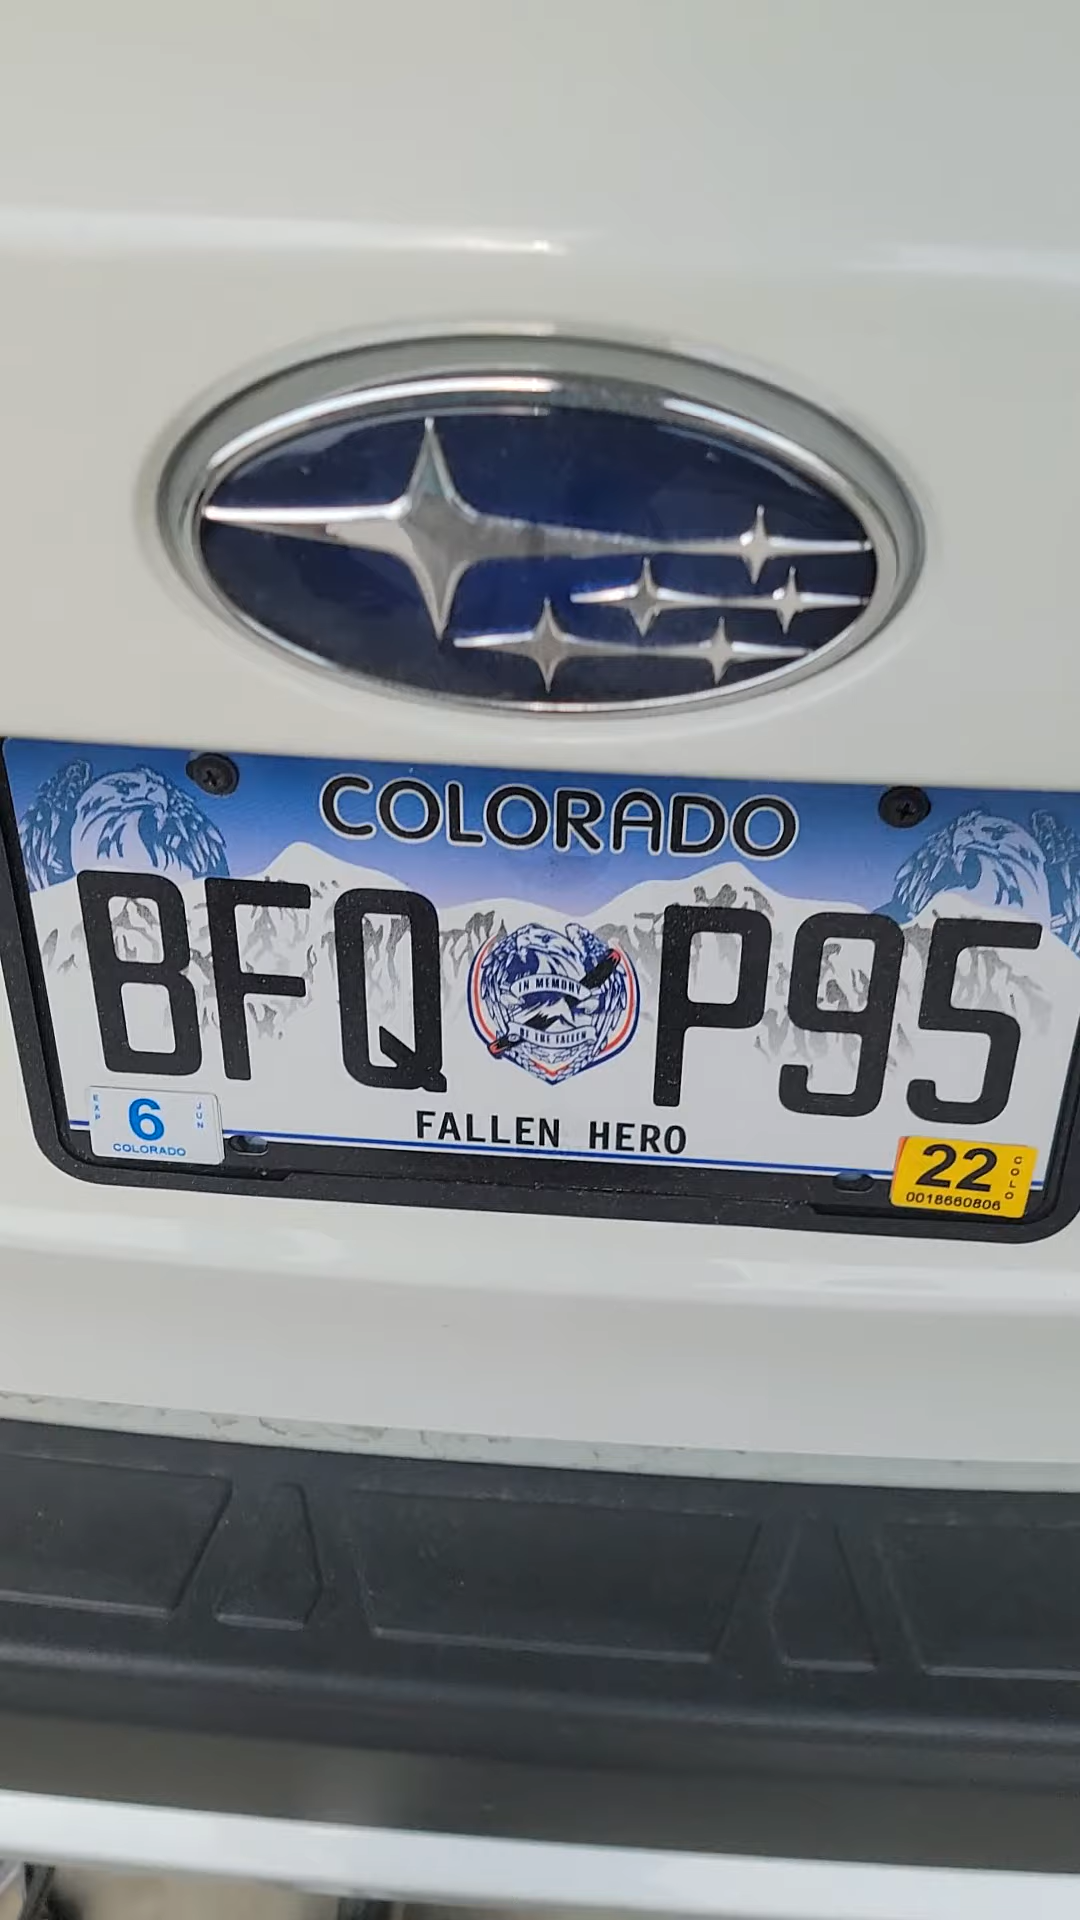 COLORADO
BFQ P95
IN MEMORY
OF THE FALLEN
FALLEN HERO
EXP 6 JUN
COLORADO
22 COLO
0018660806